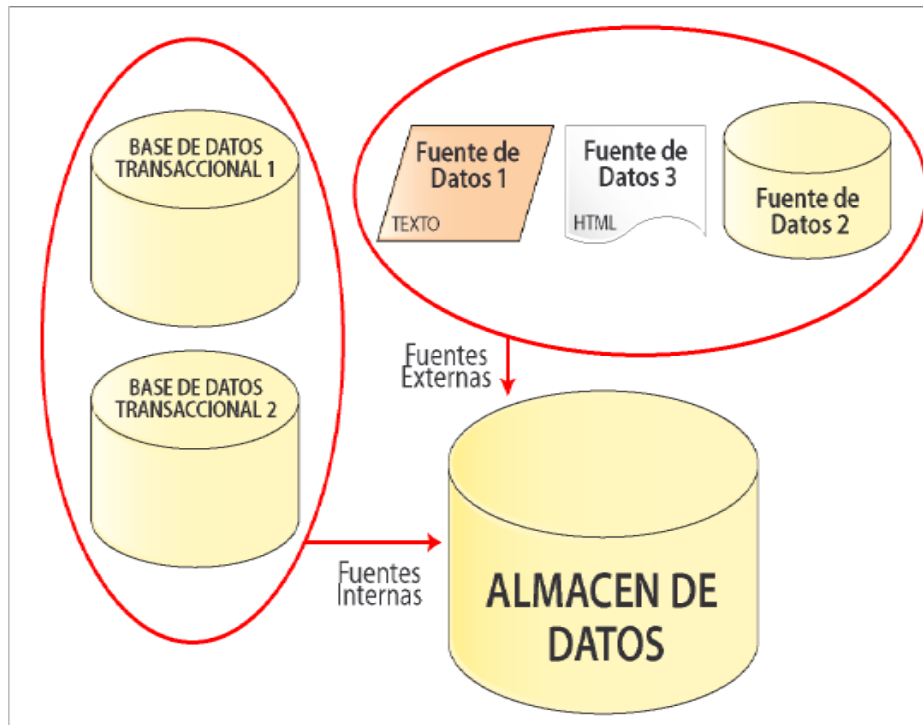 BASE DE DATOS
TRANSACCIONAL 1
BASE DE DATOS
TRANSACCIONAL 2
Fuente de
Datos 1
TEXTO
Fuente de
Datos 3
HTML
Fuente de
Datos 2
Fuentes
Externas
Fuentes
Internas
ALMACEN DE
DATOS